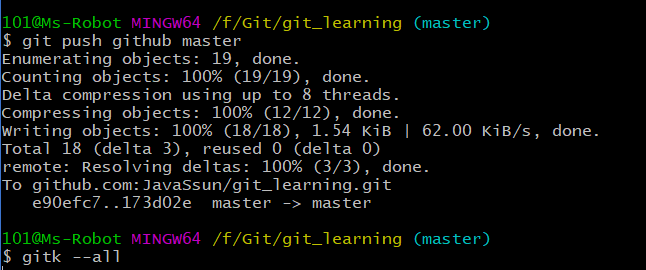 101@Ms-Robot MINGW64 /f/Git/git_learning (master)
$ git push github master
Enumerating objects: 19, done.
Counting objects: 100% (19/19), done.
Delta compression using up to 8 threads.
Compressing objects: 100% (12/12), done.
Writing objects: 100% (18/18), 1.54 KiB | 62.00 KiB/s, done.
Total 18 (delta 3), reused 0 (delta 0)
remote: Resolving deltas: 100% (3/3), done.
To github.com:JavaSsun/git_learning.git
   e90efc7..173d02e  master -> master
101@Ms-Robot MINGW64 /f/Git/git_learning (master)
$ gitk --all